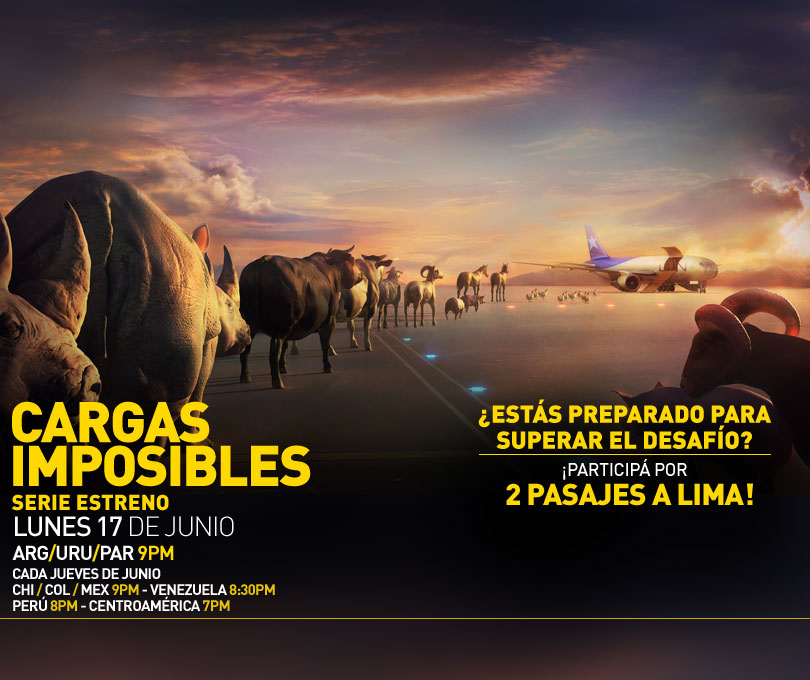 CARGAS
IMPOSIBLES
SERIE ESTRENO
LUNES 17 DE JUNIO
ARG/URU/PAR 9PM
CADA JUEVES DE JUNIO
CHI / COL / MEX 9PM - VENEZUELA 8:30PM
PERÚ 8PM - CENTROAMÉRICA 7PM
¿ESTÁS PREPARADO PARA
SUPERAR EL DESAFÍO?
¡PARTICIPÁ POR
2 PASAJES A LIMA!